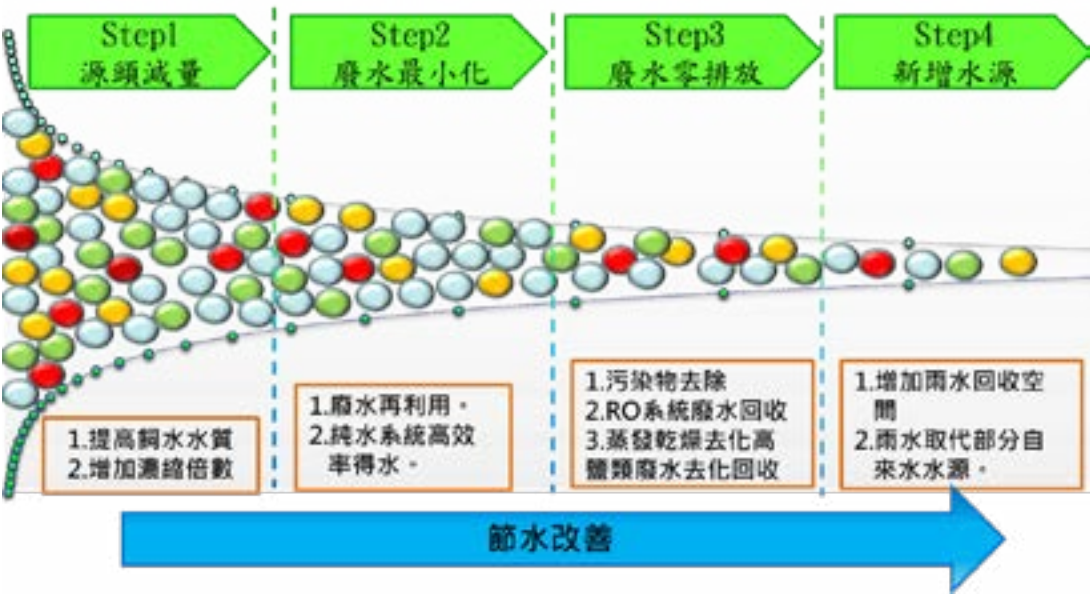 Step1
源頭減量
Step2
廢水最小化
Step3
廢水零排放
Step4
新增水源
1.提高飼水水質
2.增加濃縮倍數
1.廢水再利用。
2.純水系統高效
率得水。
1.污染物去除
2.RO系統廢水回收
3.蒸發乾燥去化高
鹽類廢水去化回收
1.增加雨水回收空
間
2.雨水取代部分自
來水水源。
節水改善